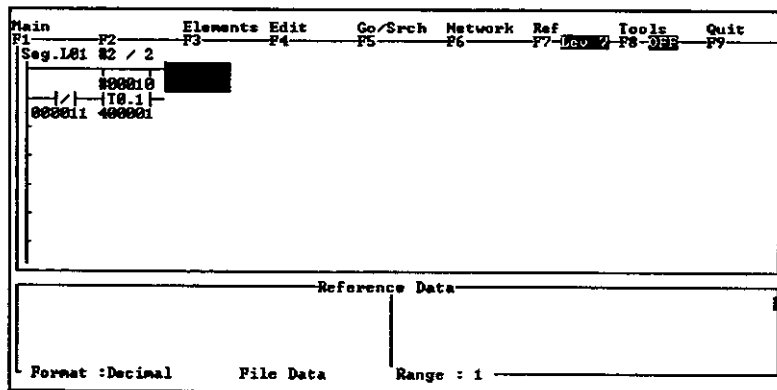 Main Elements Edit Go/Srch Network Ref Tools Quit
F1 F2 F3 F4 F5 F6 F7-Lev ? F8-OFF F9
Seg.L01 #2 / 2
#00010
/ T0.1
000011 400001
Reference Data
Format :Decimal File Data Range : 1